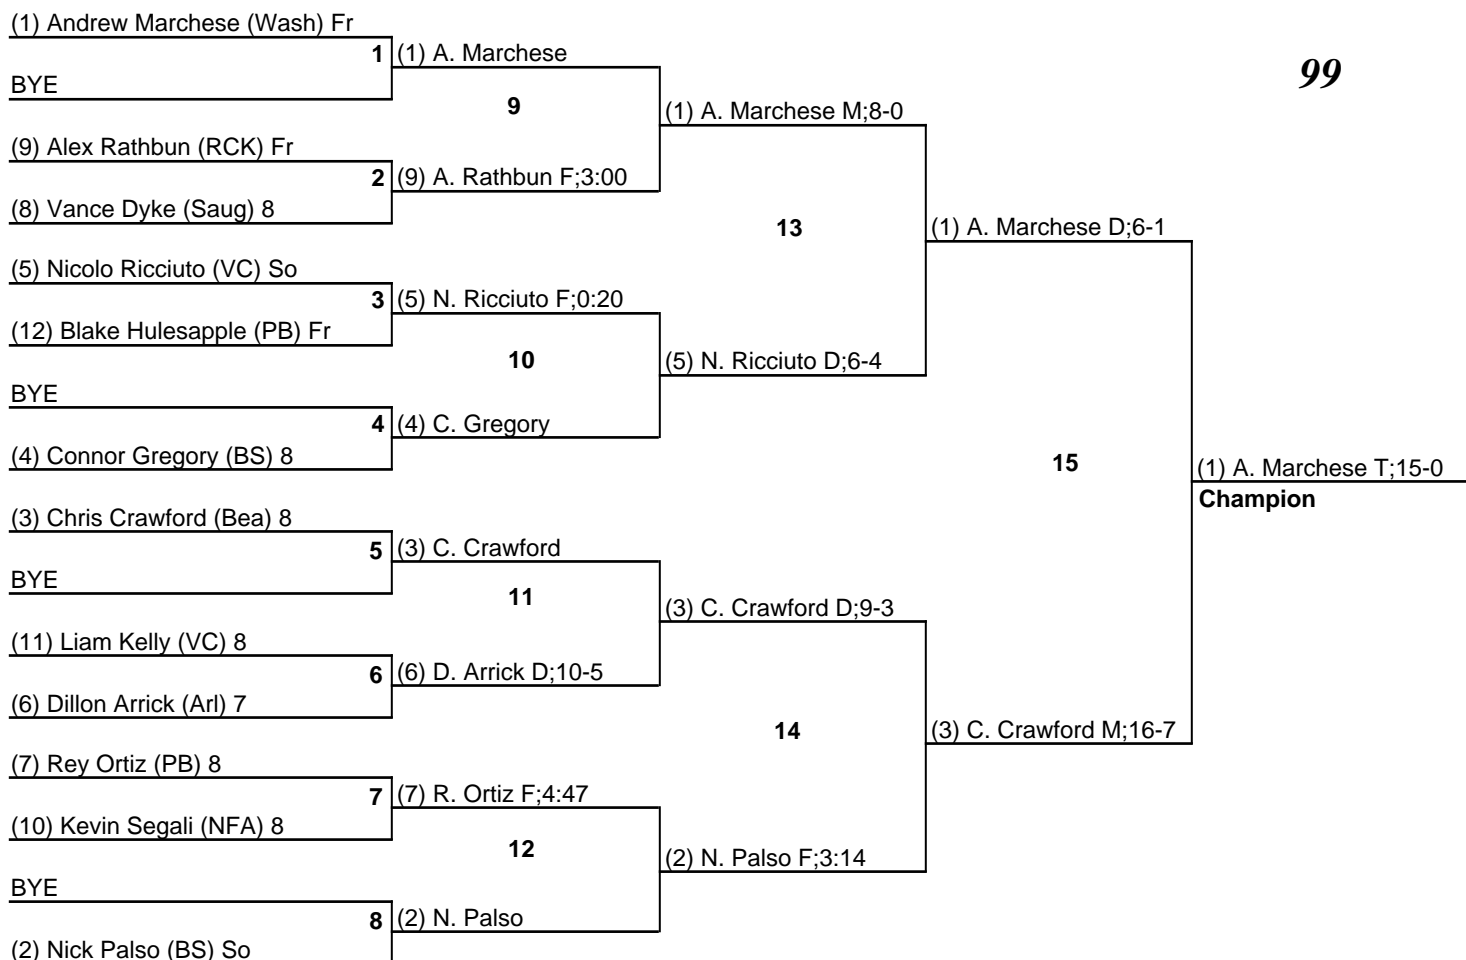 (1) Andrew Marchese (Wash) Fr
1 (1) A. Marchese
99
BYE
9
(1) A. Marchese M;8-0
(9) Alex Rathbun (RCK) Fr
2 (9) A. Rathbun F;3:00
(8) Vance Dyke (Saug) 8
13
(1) A. Marchese D;6-1
(5) Nicolo Ricciuto (VC) So
3 (5) N. Ricciuto F;0:20
(12) Blake Hulesapple (PB) Fr
10
(5) N. Ricciuto D;6-4
BYE
4 (4) C. Gregory
(4) Connor Gregory (BS) 8
15
(1) A. Marchese T;15-0
Champion
(3) Chris Crawford (Bea) 8
5 (3) C. Crawford
BYE
11
(3) C. Crawford D;9-3
(11) Liam Kelly (VC) 8
6 (6) D. Arrick D;10-5
(6) Dillon Arrick (Arl) 7
14
(3) C. Crawford M;16-7
(7) Rey Ortiz (PB) 8
7 (7) R. Ortiz F;4:47
(10) Kevin Segali (NFA) 8
12
(2) N. Palso F;3:14
BYE
8 (2) N. Palso
(2) Nick Palso (BS) So